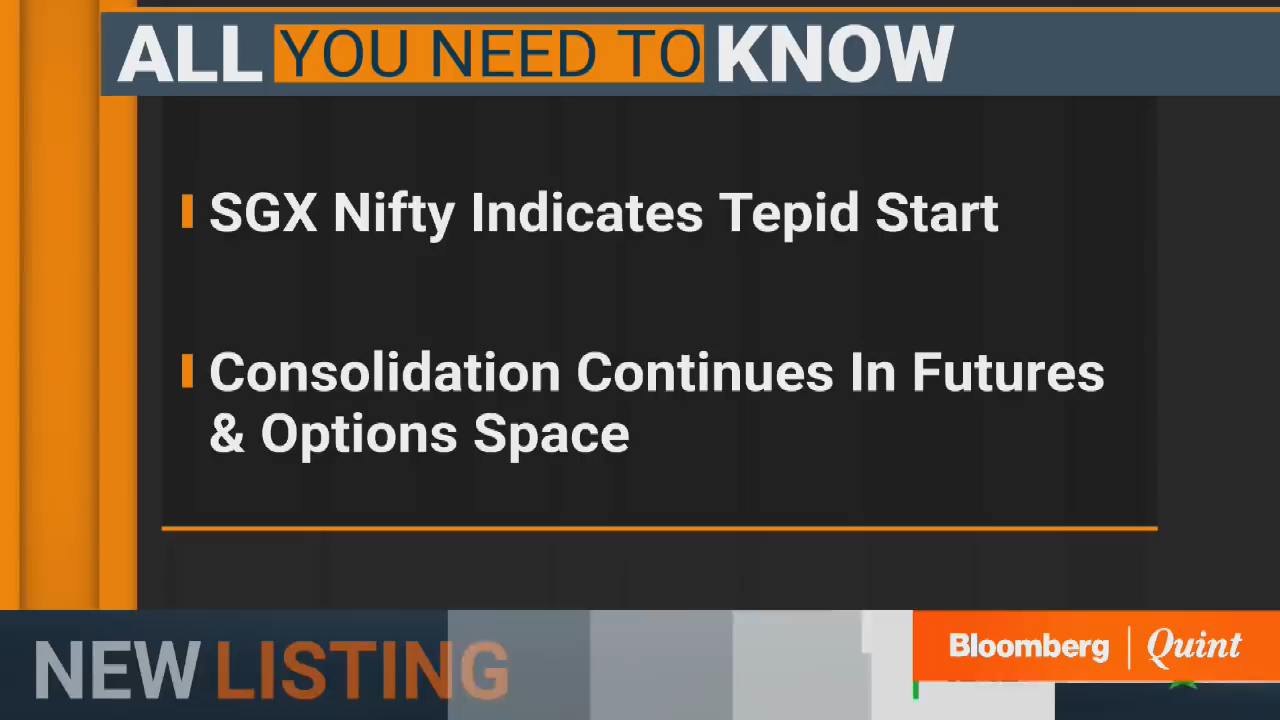 ALL YOU NEED TO KNOW
SGX Nifty Indicates Tepid Start
Consolidation Continues In Futures
& Options Space
NEW LISTING
Bloomberg | Quint